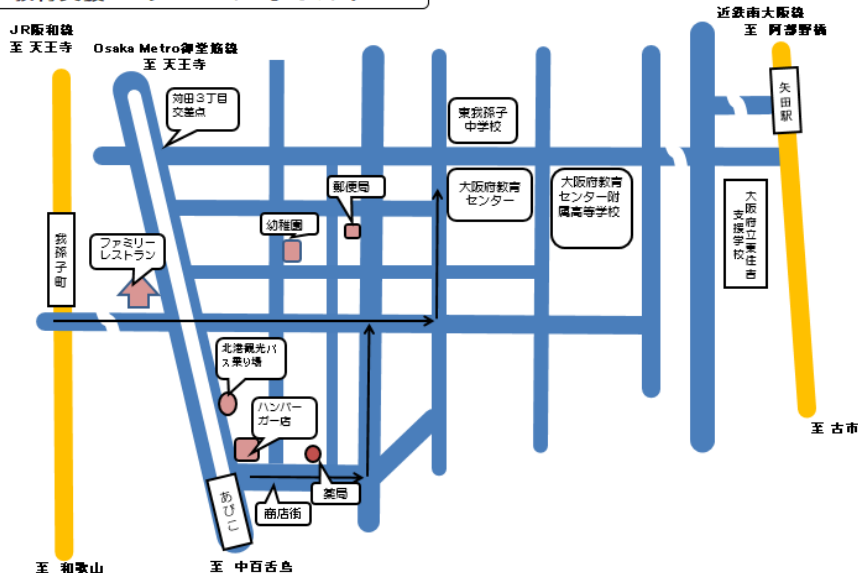 近鉄南大阪線
至 阿部野橋
JR阪和線
至 天王寺
Osaka Metro御堂筋線
至 天王寺
苅田3丁目
交差点
東我孫子
中学校
矢田駅
郵便局
大阪府教育
センター
大阪府教育
センター附
属高等学校
大阪府立東住吉
支援学校
幼稚園
我孫子町
ファミリー
レストラン
北港観光バ
ス乗り場
ハンバー
ガー店
至 古市
あびこ
薬局
商店街
至 和歌山
至 中百舌鳥